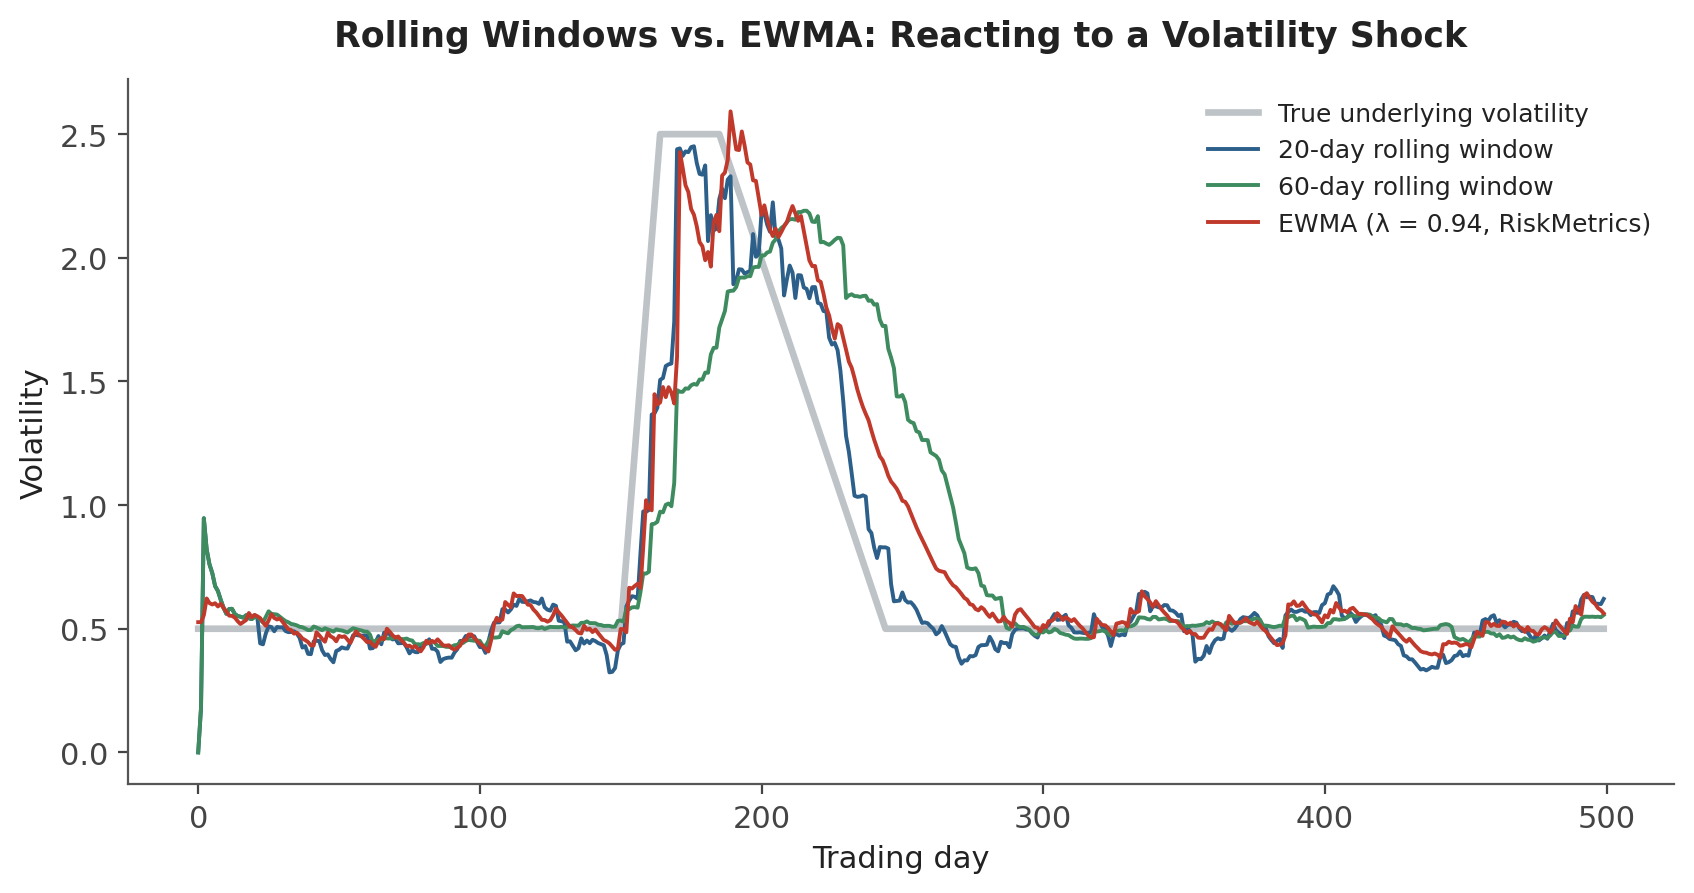 Rolling Windows vs. EWMA: Reacting to a Volatility Shock
True underlying volatility
20-day rolling window
60-day rolling window
EWMA (λ = 0.94, RiskMetrics)
Volatility
2.5
2.0
1.5
1.0
0.5
0.0
0 100 200 300 400 500
Trading day